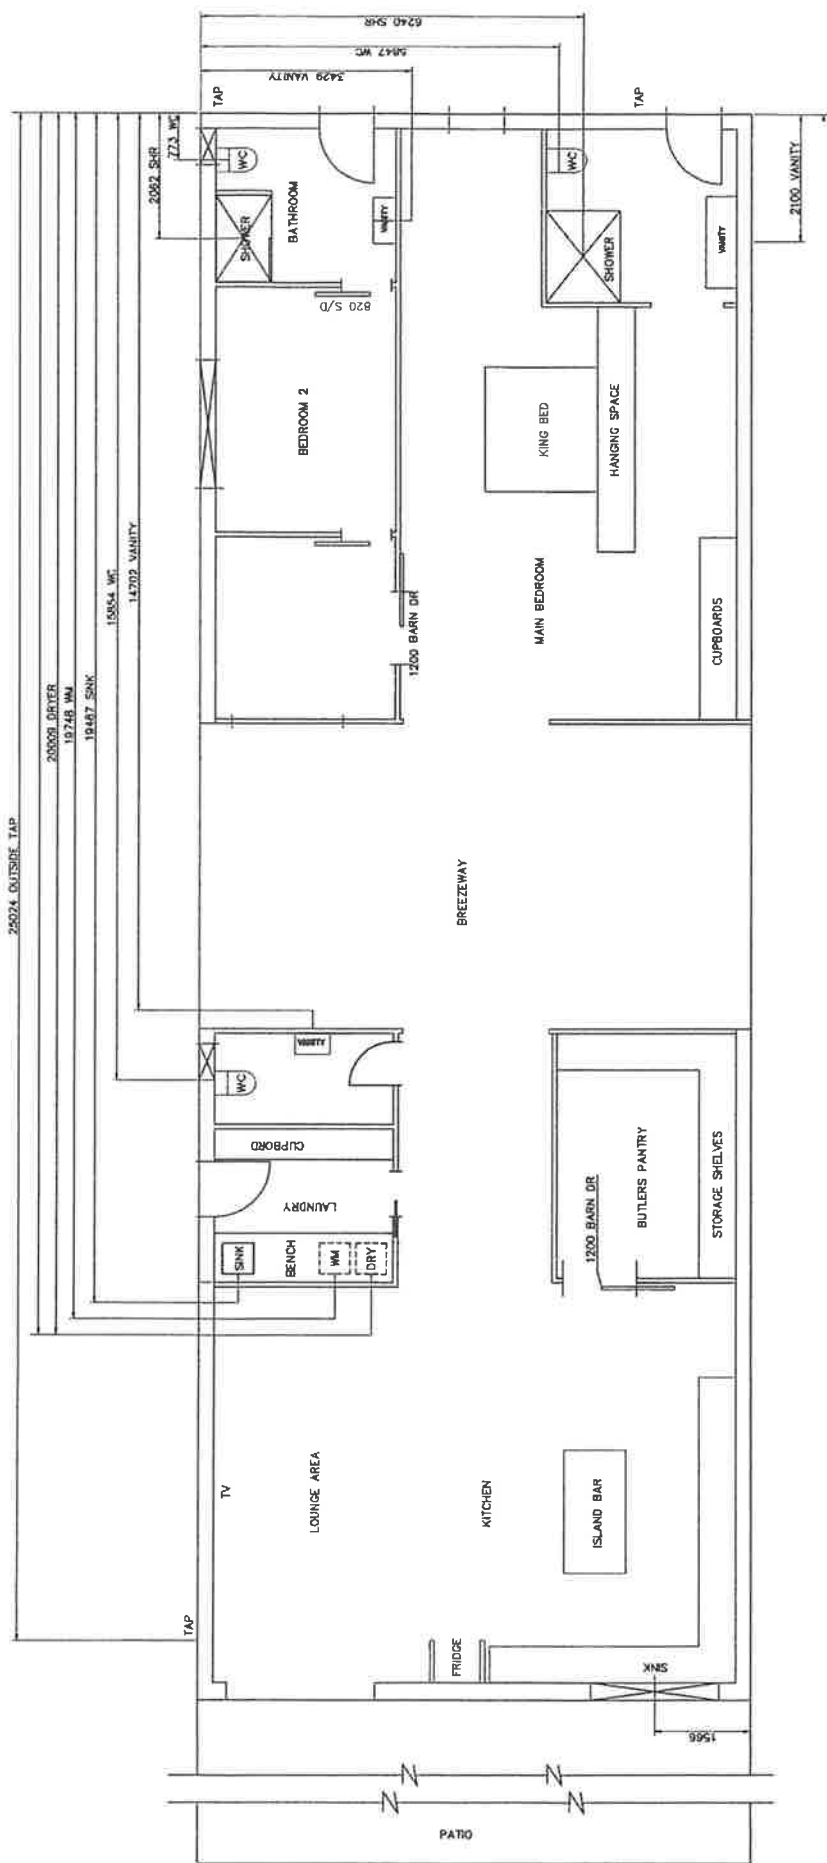 6240 SHR
5847 WC
3429 VANITY
TAP
TAP
773 WC
2062 SHR
2100 VANITY
WC
SHOWER
BATHROOM
VANITY
WC
SHOWER
VANITY
820 S/D
BEDROOM 2
KING BED
HANGING SPACE
MAIN BEDROOM
CUPBOARDS
1200 BARN DR
14702 VANITY
15854 WC
19487 SINK
19748 WM
20009 DRYER
25024 OUTSIDE TAP
BREEZEWAY
WC
VANITY
CUPBORD
LAUNDRY
SINK
BENCH
WM
DRY
BUTLERS PANTRY
STORAGE SHELVES
1200 BARN DR
TV
LOUNGE AREA
KITCHEN
ISLAND BAR
TAP
FRIDGE
SINK
1566
N N
N N
PATIO